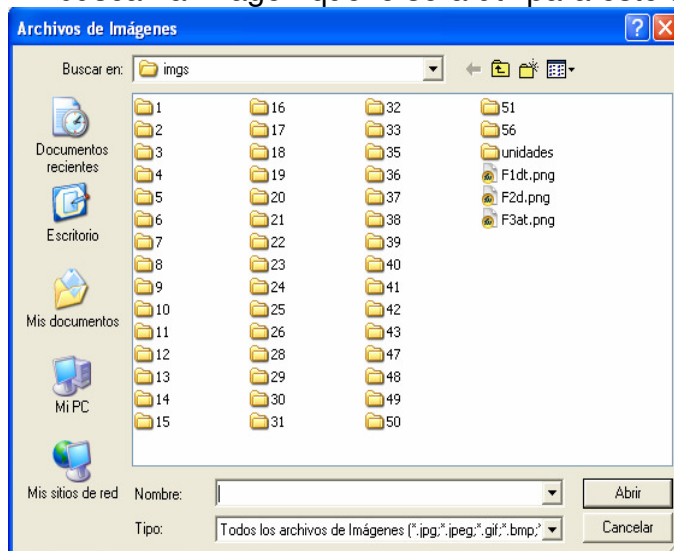 Archivos de Imágenes
Buscar en: imgs
Documentos recientes
Escritorio
Mis documentos
Mi PC
Mis sitios de red
1 16 32 51
2 17 33 56
3 18 35 unidades
4 19 36 F1dt.png
5 20 37 F2d.png
6 21 38 F3at.png
7 22 39
8 23 40
9 24 41
10 25 42
11 26 43
12 28 47
13 29 48
14 30 49
15 31 50
Nombre: Abrir
Tipo: Todos los archivos de Imágenes (*.jpg;*.jpeg;*.gif;*.bmp;* Cancelar